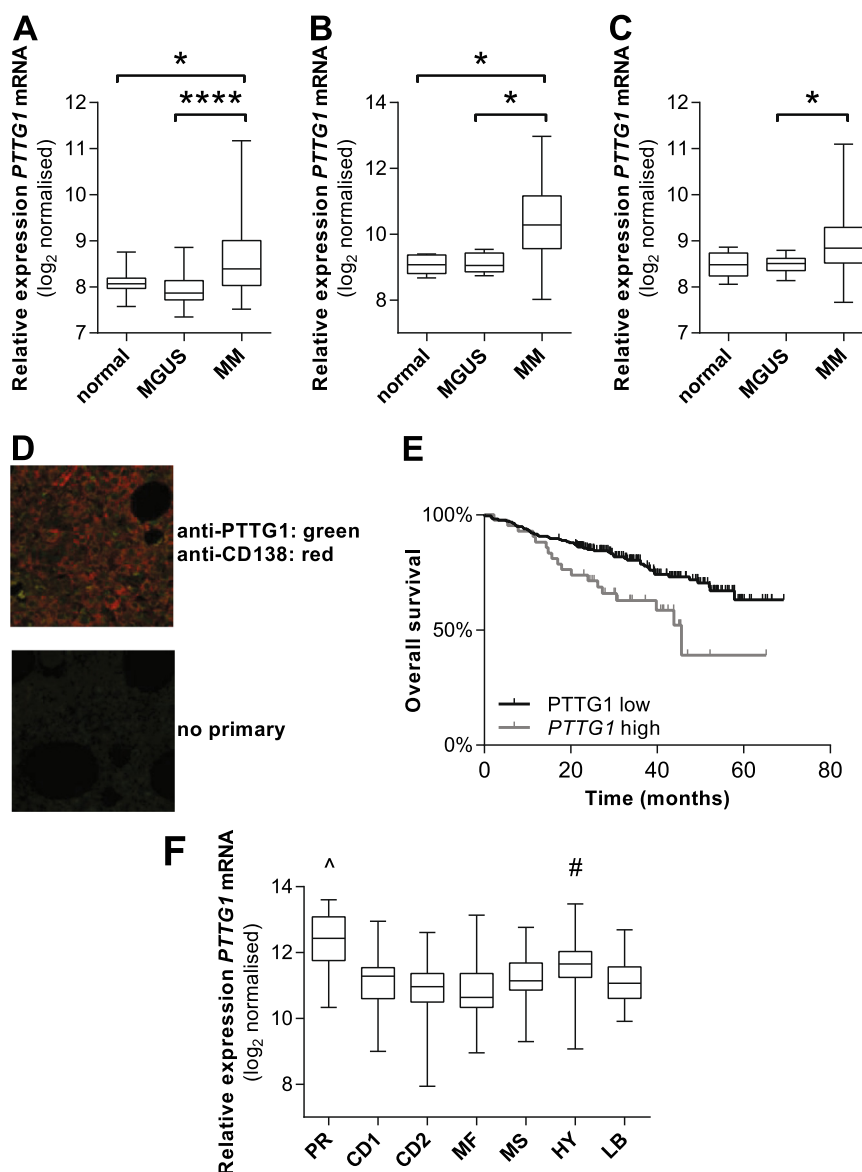 A
Relative expression PTTG1 mRNA
(log2 normalised)
*
****
12
11
10
9
8
7
normal
MGUS
MM
B
Relative expression PTTG1 mRNA
(log2 normalised)
*
*
14
12
10
8
normal
MGUS
MM
C
Relative expression PTTG1 mRNA
(log2 normalised)
*
12
11
10
9
8
7
normal
MGUS
MM
D
anti-PTTG1: green
anti-CD138: red
no primary
E
Overall survival
100%
50%
0%
PTTG1 low
PTTG1 high
0
20
40
60
80
Time (months)
F
Relative expression PTTG1 mRNA
(log2 normalised)
^
#
14
12
10
8
PR
CD1
CD2
MF
MS
HY
LB